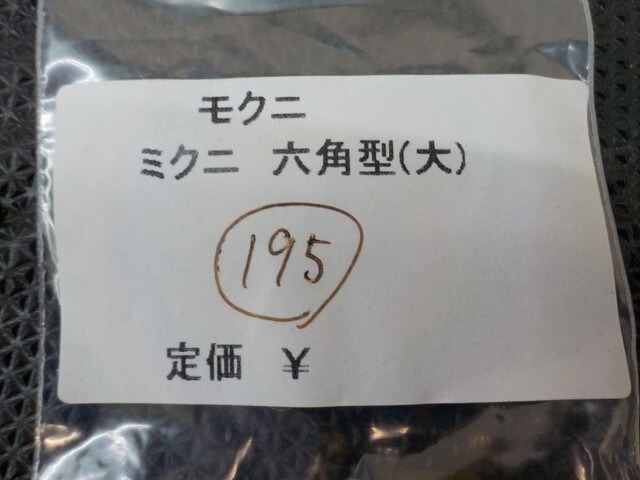 モクニ
ミクニ 六角型(大)
195
定価 ¥